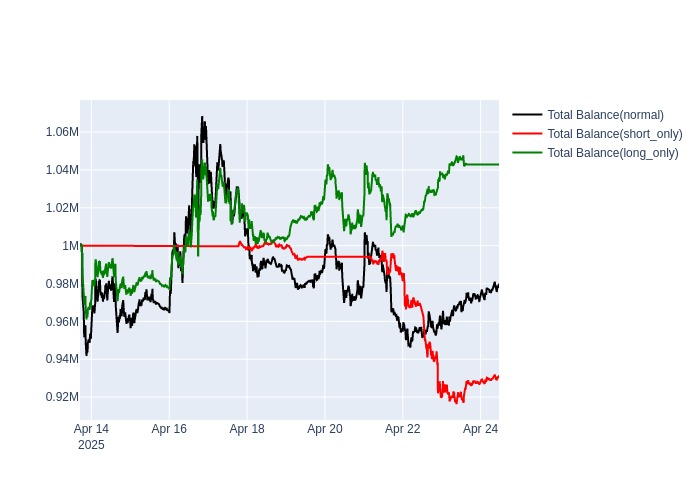 Total Balance(normal)
Total Balance(short_only)
Total Balance(long_only)
1.06M
1.04M
1.02M
1M
0.98M
0.96M
0.94M
0.92M
Apr 14
2025
Apr 16
Apr 18
Apr 20
Apr 22
Apr 24